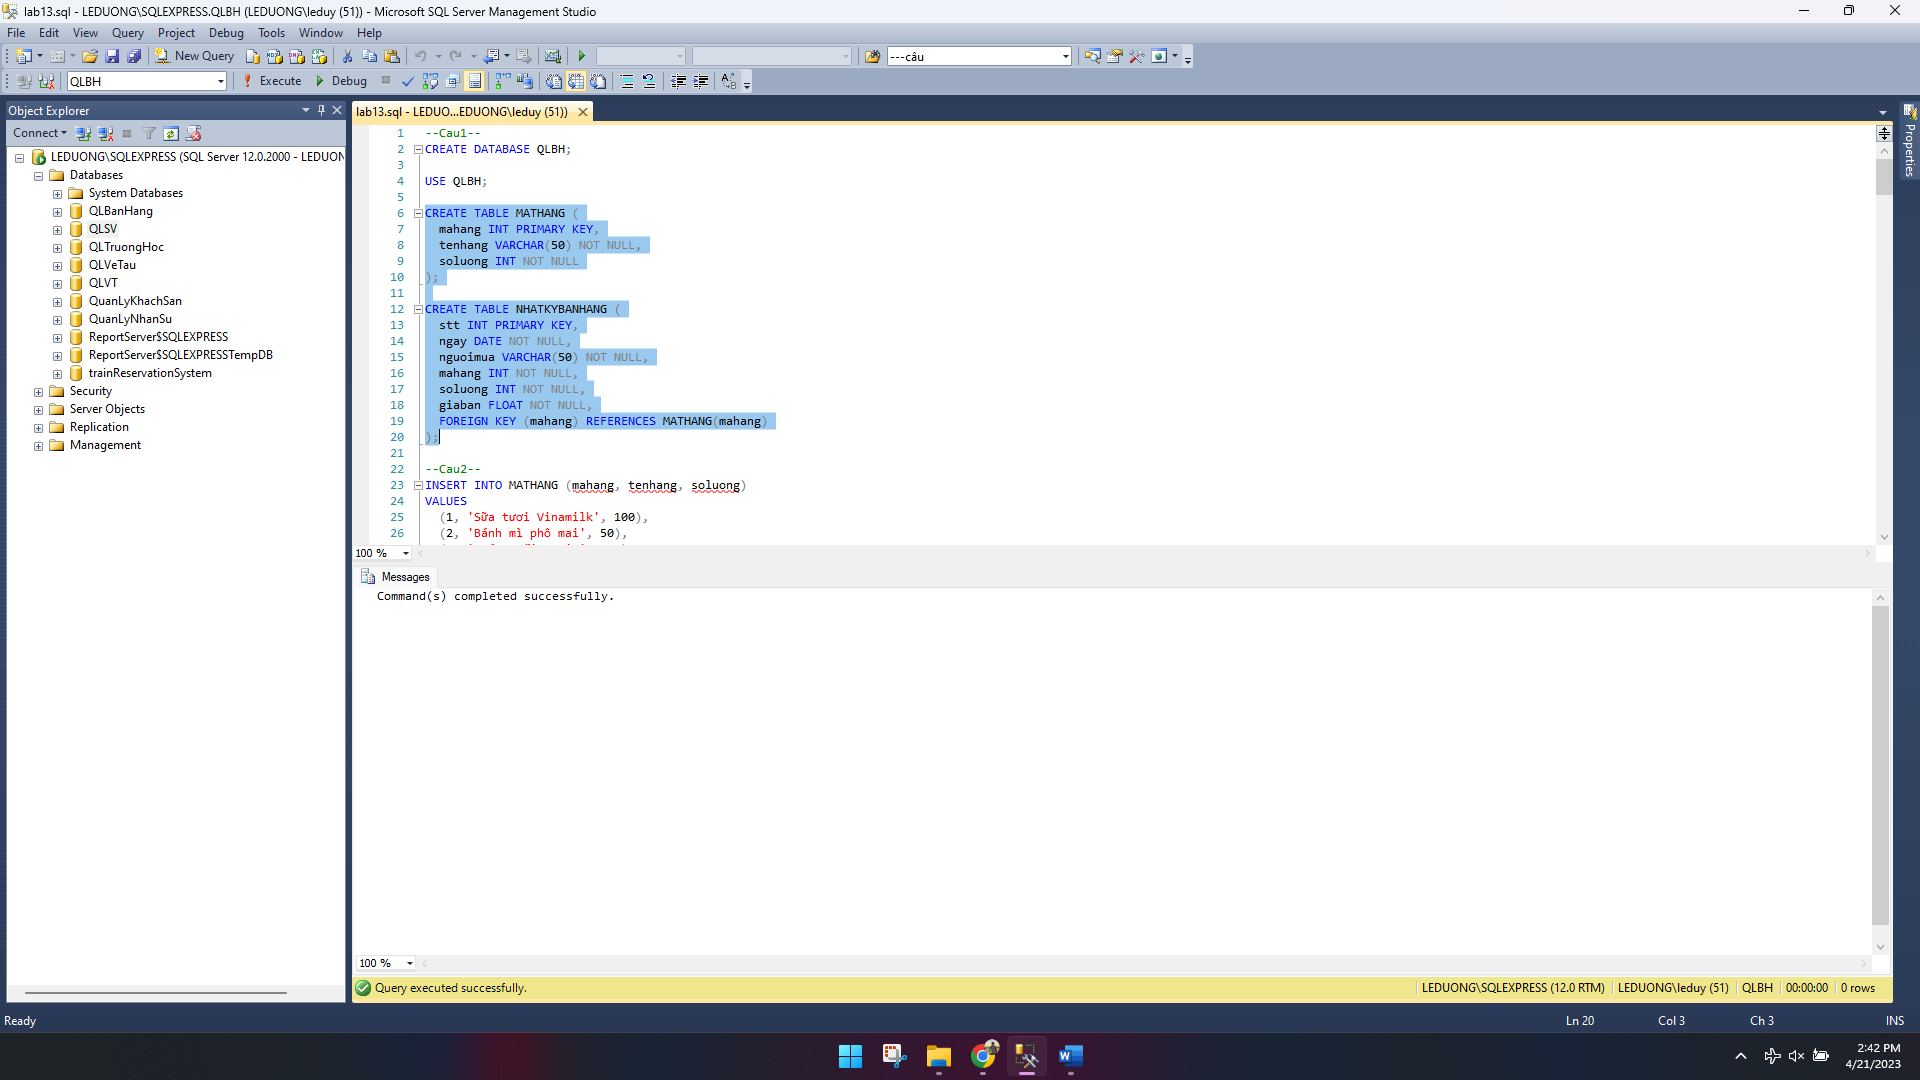 lab13.sql - LEDUONG\SQLEXPRESS.QLBH (LEDUONG\leduy (51)) - Microsoft SQL Server Management Studio
File Edit View Query Project Debug Tools Window Help
New Query ---câu
QLBH Execute Debug
Object Explorer
Connect
LEDUONG\SQLEXPRESS (SQL Server 12.0.2000 - LEDUON
Databases
System Databases
QLBanHang
QLSV
QLTruongHoc
QLVeTau
QLVT
QuanLyKhachSan
QuanLyNhanSu
ReportServer$SQLEXPRESS
ReportServer$SQLEXPRESSTempDB
trainReservationSystem
Security
Server Objects
Replication
Management
lab13.sql - LEDUO...EDUONG\leduy (51))
1 --Cau1--
2 CREATE DATABASE QLBH;
3
4 USE QLBH;
5
6 CREATE TABLE MATHANG (
7 mahang INT PRIMARY KEY,
8 tenhang VARCHAR(50) NOT NULL,
9 soluong INT NOT NULL
10 );
11
12 CREATE TABLE NHATKYBANHANG (
13 stt INT PRIMARY KEY,
14 ngay DATE NOT NULL,
15 nguoimua VARCHAR(50) NOT NULL,
16 mahang INT NOT NULL,
17 soluong INT NOT NULL,
18 giaban FLOAT NOT NULL,
19 FOREIGN KEY (mahang) REFERENCES MATHANG(mahang)
20 );
21
22 --Cau2--
23 INSERT INTO MATHANG (mahang, tenhang, soluong)
24 VALUES
25 (1, 'Sữa tươi Vinamilk', 100),
26 (2, 'Bánh mì phô mai', 50),
100 %
Messages
Command(s) completed successfully.
100 %
Query executed successfully. LEDUONG\SQLEXPRESS (12.0 RTM) LEDUONG\leduy (51) QLBH 00:00:00 0 rows
Properties
Ready Ln 20 Col 3 Ch 3 INS
2:42 PM
4/21/2023